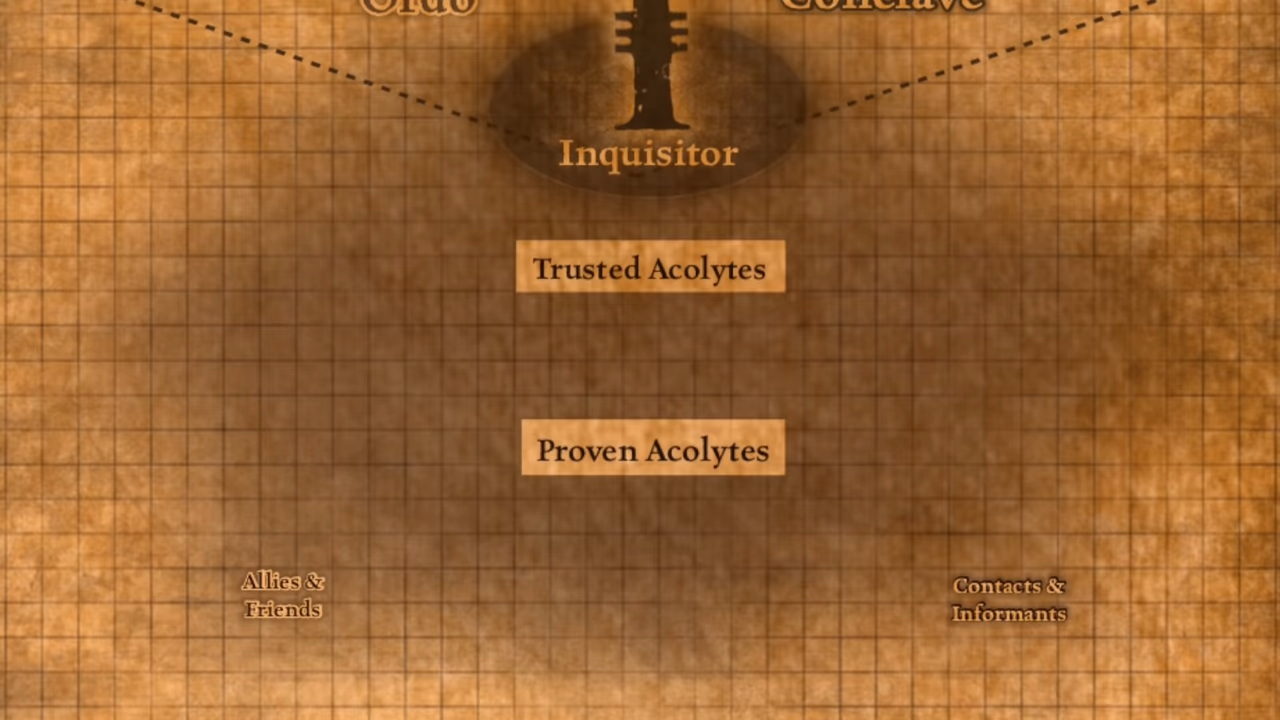 Ordo
Conclave
Inquisitor
Trusted Acolytes
Proven Acolytes
Allies &
Friends
Contacts &
Informants